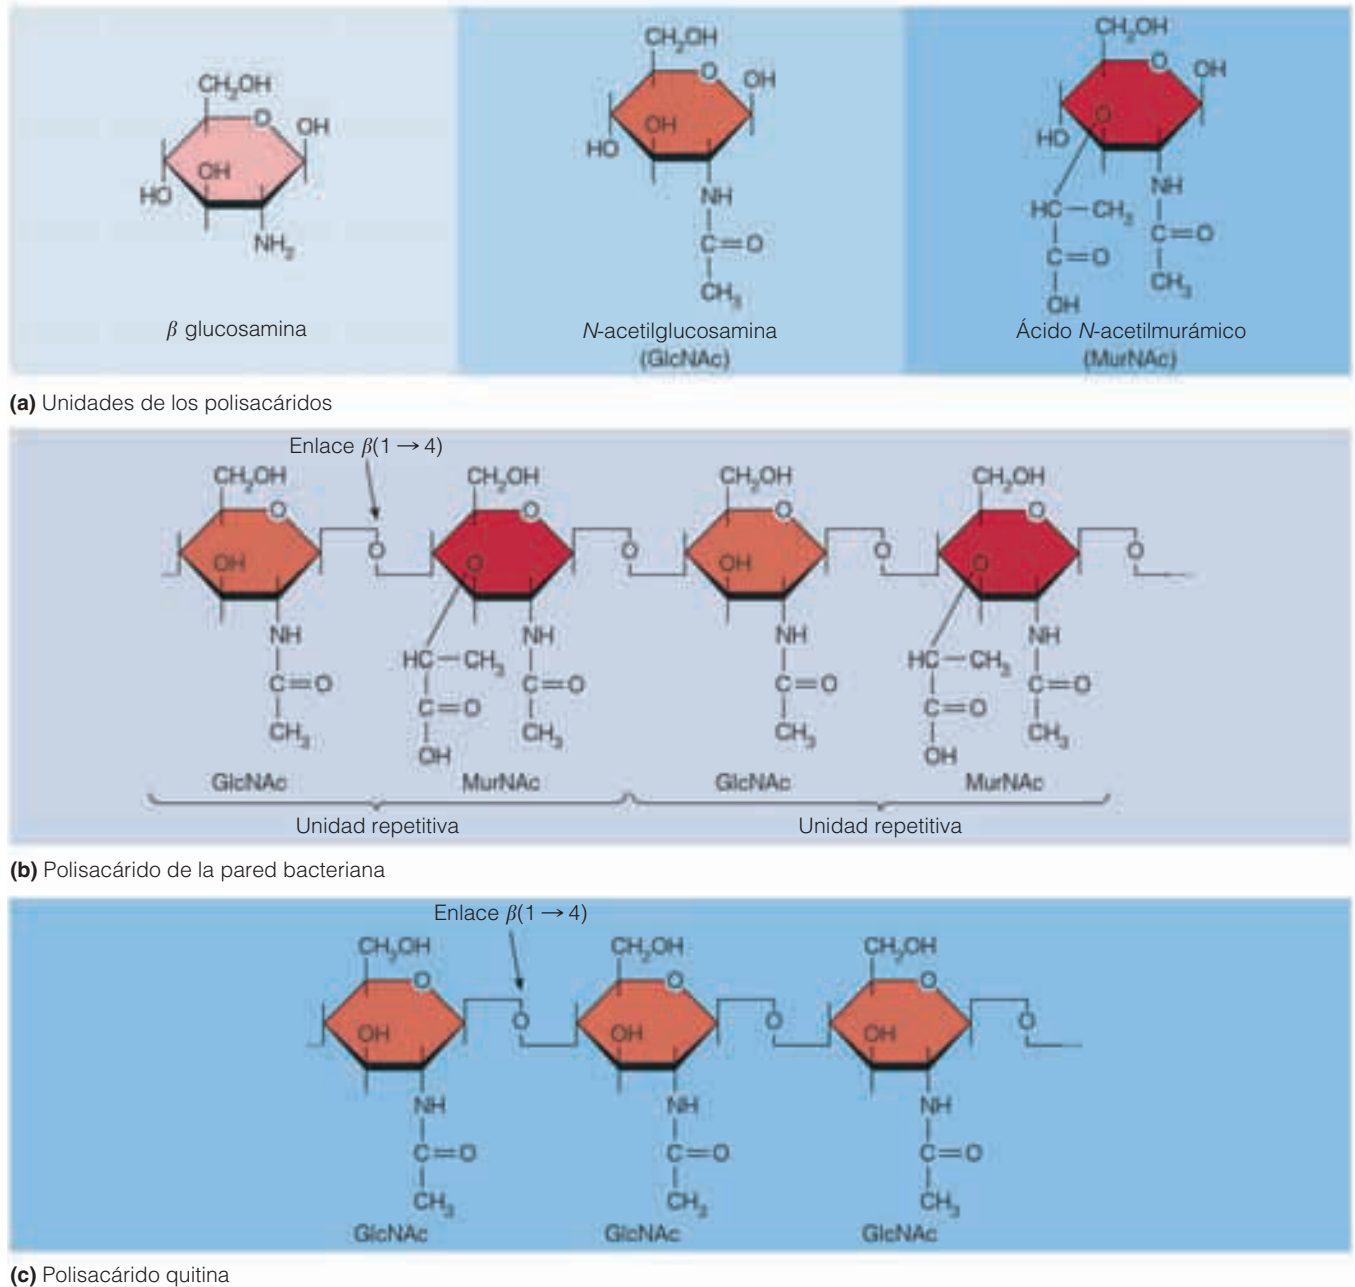 CH₂OH
O
OH
OH
HO
NH₂
β glucosamina
CH₂OH
O
OH
OH
HO
NH
C=O
CH₃
N-acetilglucosamina
(GlcNAc)
CH₂OH
O
OH
O
HO
NH
HC—CH₃
C=O
C=O
CH₃
OH
Ácido N-acetilmurámico
(MurNAc)
(a) Unidades de los polisacáridos
Enlace β(1 → 4)
CH₂OH CH₂OH CH₂OH CH₂OH
O O O O
O O O O
OH O OH O
NH NH NH NH
HC—CH₃ HC—CH₃
C=O C=O C=O C=O
C=O C=O
CH₃ CH₃ CH₃ CH₃
OH OH
GlcNAc MurNAc GlcNAc MurNAc
Unidad repetitiva Unidad repetitiva
(b) Polisacárido de la pared bacteriana
Enlace β(1 → 4)
CH₂OH CH₂OH CH₂OH
O O O
O O O
OH OH OH
NH NH NH
C=O C=O C=O
CH₃ CH₃ CH₃
GlcNAc GlcNAc GlcNAc
(c) Polisacárido quitina